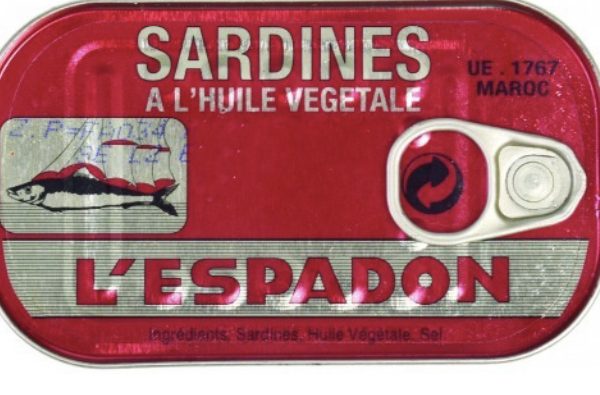 SARDINES
A L'HUILE VEGETALE
UE . 1767
MAROC
L'ESPADON
Ingrédients: Sardines, Huile Végétale, Sel